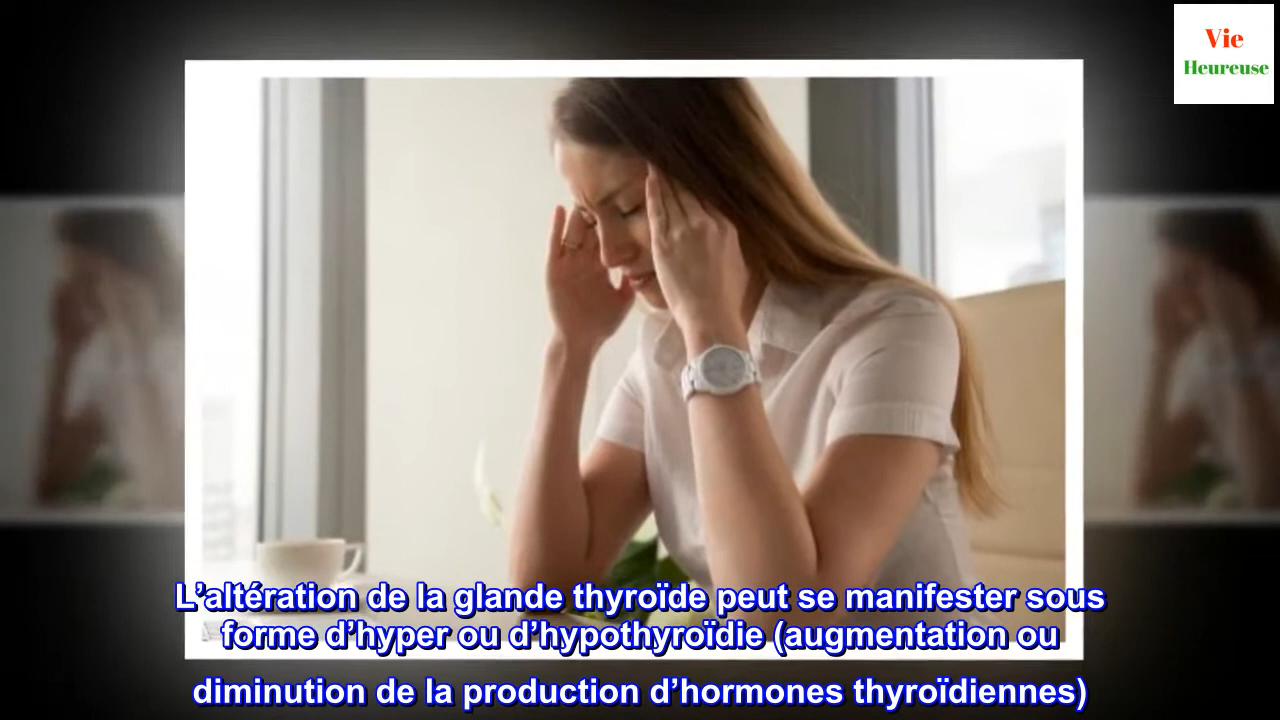 Vie
Heureuse
L’altération de la glande thyroïde peut se manifester sous
forme d’hyper ou d’hypothyroïdie (augmentation ou
diminution de la production d’hormones thyroïdiennes)